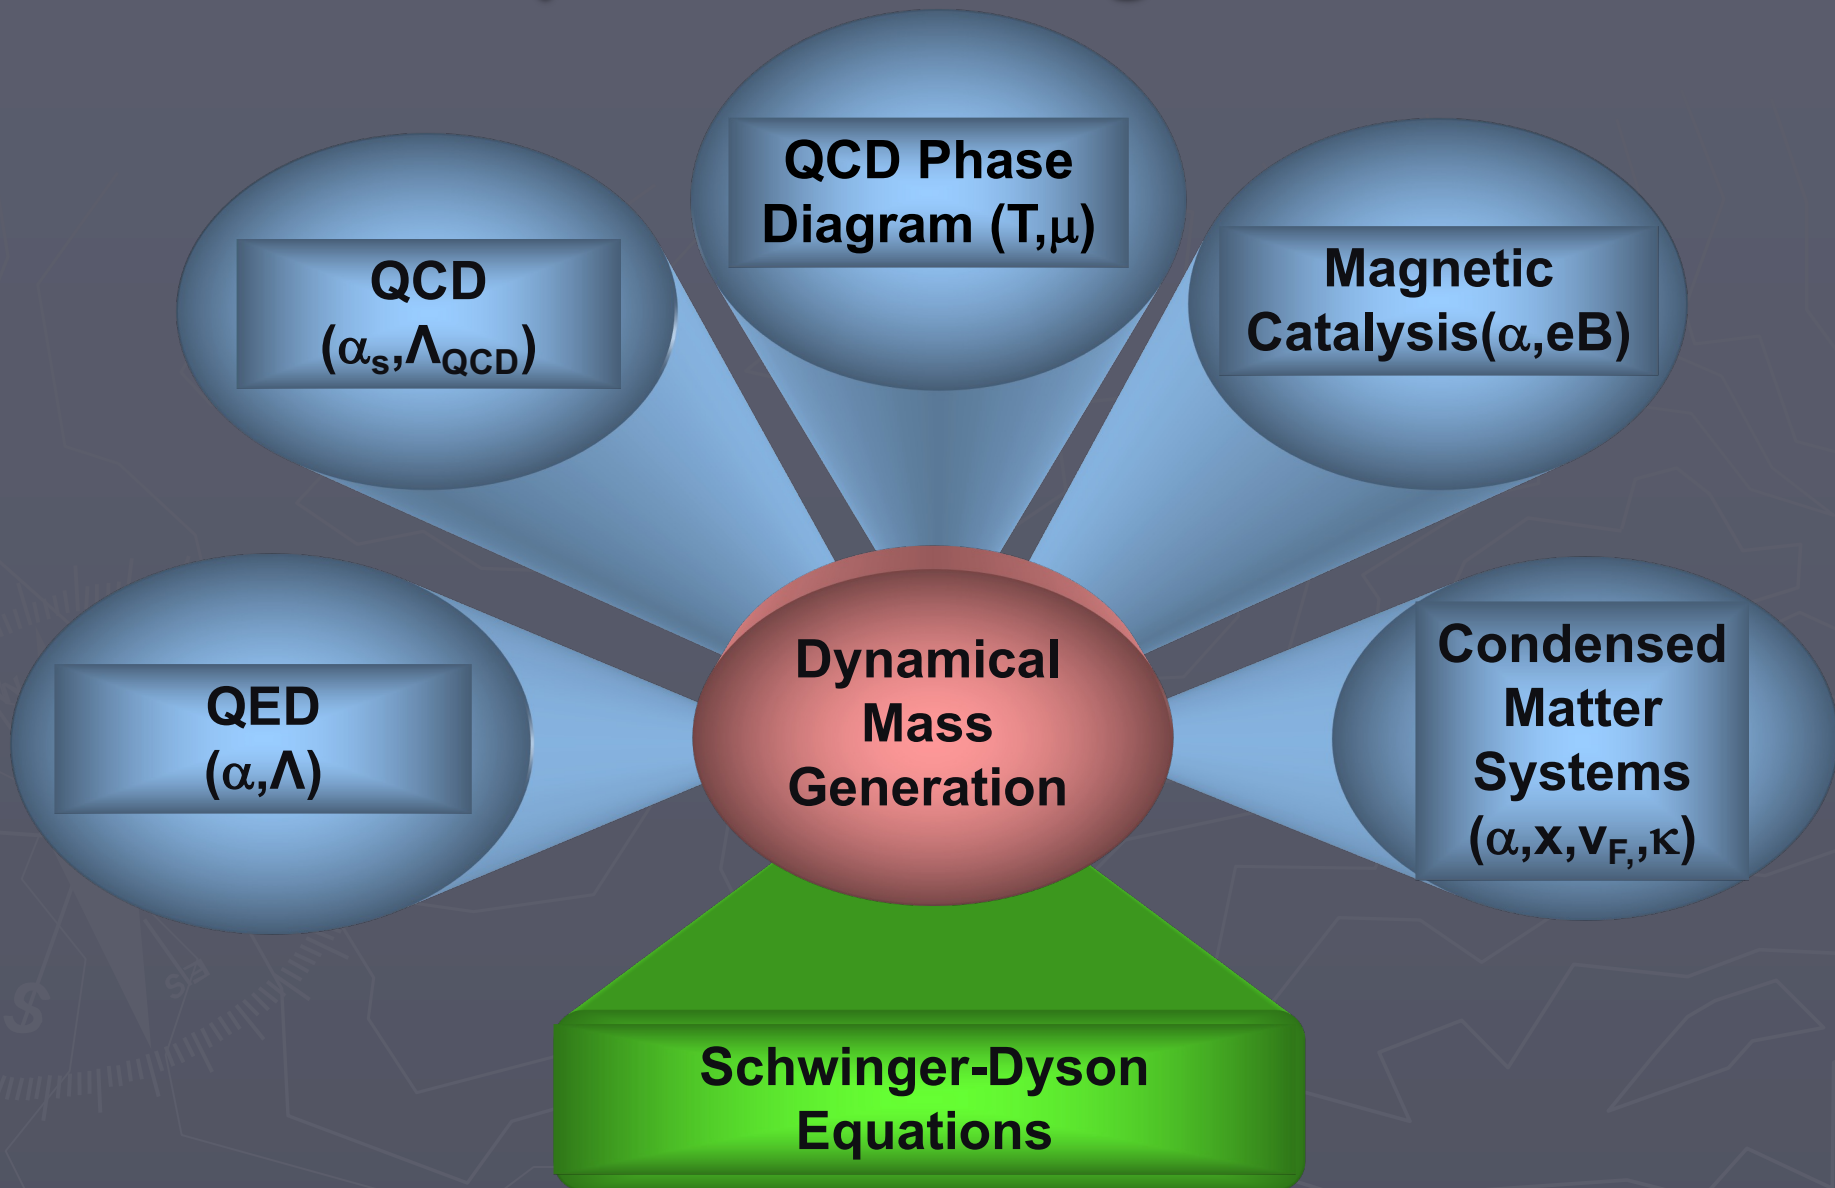 QCD Phase
Diagram (T,μ)
QCD
(αs,ΛQCD)
Magnetic
Catalysis(α,eB)
QED
(α,Λ)
Dynamical
Mass
Generation
Condensed
Matter
Systems
(α,x,vF,,κ)
Schwinger-Dyson
Equations